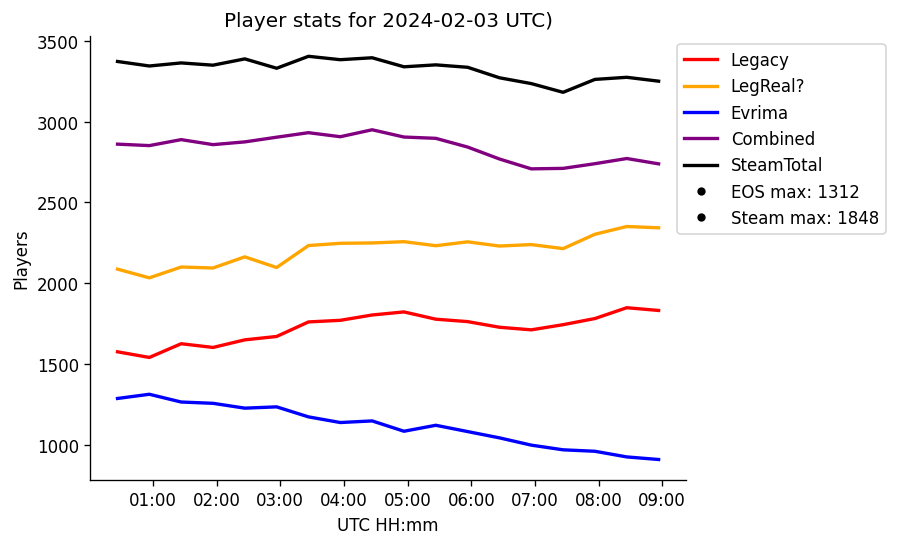 Player stats for 2024-02-03 UTC)
3500
3000
2500
2000
1500
1000
Players
01:00 02:00 03:00 04:00 05:00 06:00 07:00 08:00 09:00
UTC HH:mm
Legacy
LegReal?
Evrima
Combined
SteamTotal
EOS max: 1312
Steam max: 1848